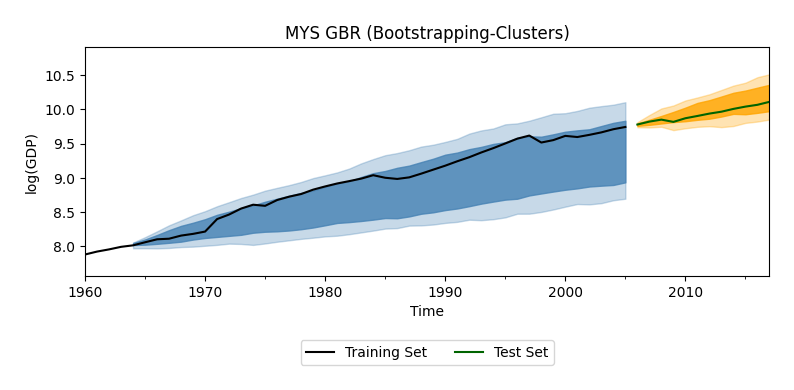 MYS GBR (Bootstrapping-Clusters)
log(GDP)
10.5
10.0
9.5
9.0
8.5
8.0
1960 1970 1980 1990 2000 2010
Time
Training Set Test Set